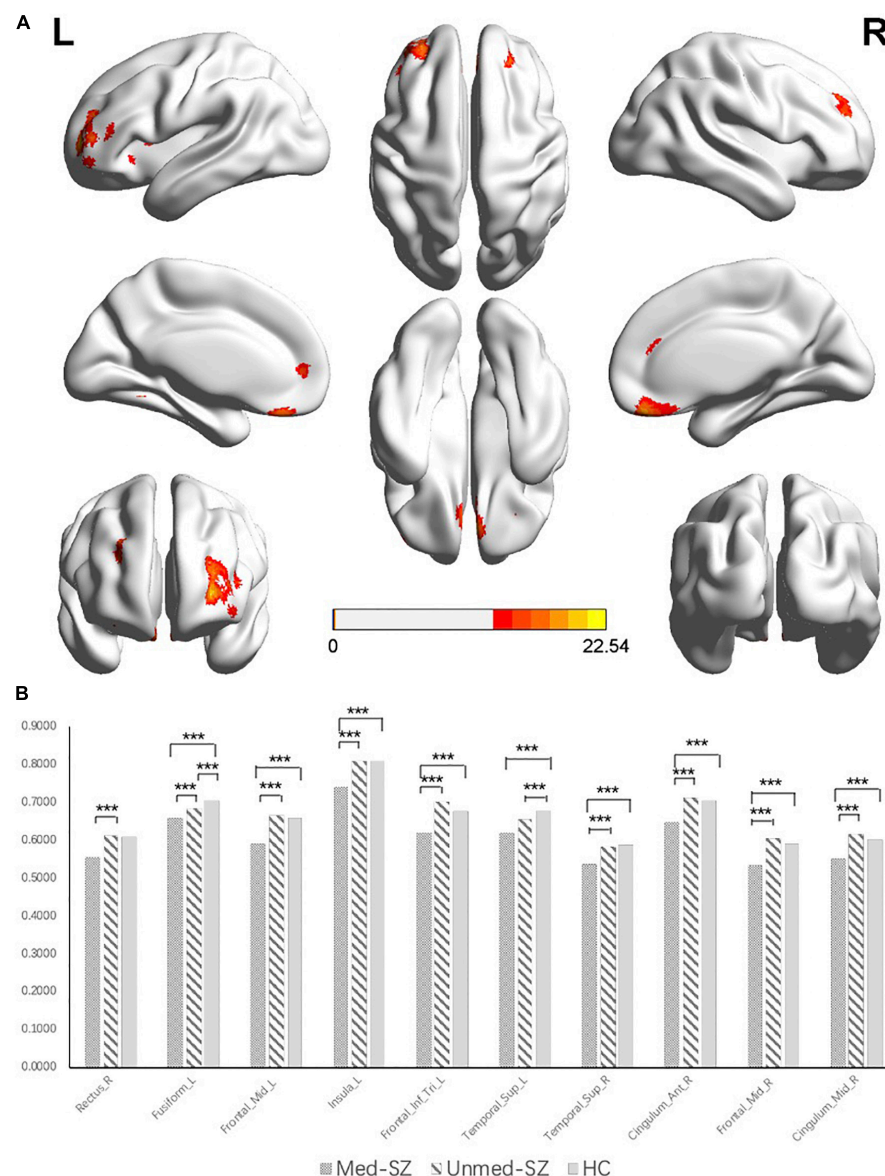 A
L
R
0
22.54
B
0.9000
0.8000
0.7000
0.6000
0.5000
0.4000
0.3000
0.2000
0.1000
0.0000
***
*** *** ***
*** ***
*** ***
*** ***
*** ***
*** ***
*** ***
*** ***
*** ***
Rectus_R
Fusiform_L
Frontal_Mid_L
Insula_L
Frontal_Inf_Tri_L
Temporal_Sup_L
Temporal_Sup_R
Cingulum_Ant_R
Frontal_Mid_R
Cingulum_Mid_R
Med-SZ Unmed-SZ HC